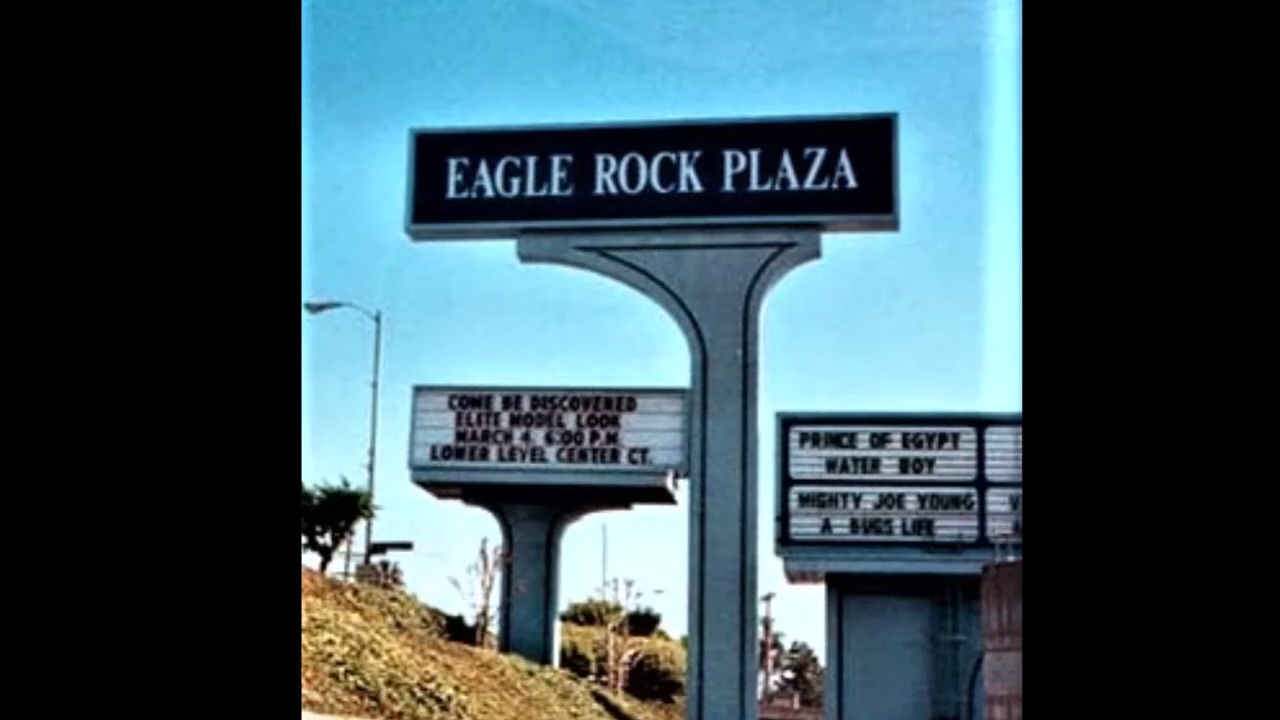 EAGLE ROCK PLAZA
COME BE DISCOVERED
ELITE MODEL LOOK
MARCH 4, 6:00 P.M.
LOWER LEVEL CENTER CT.
PRINCE OF EGYPT
WATER BOY
MIGHTY JOE YOUNG
A BUGS LIFE